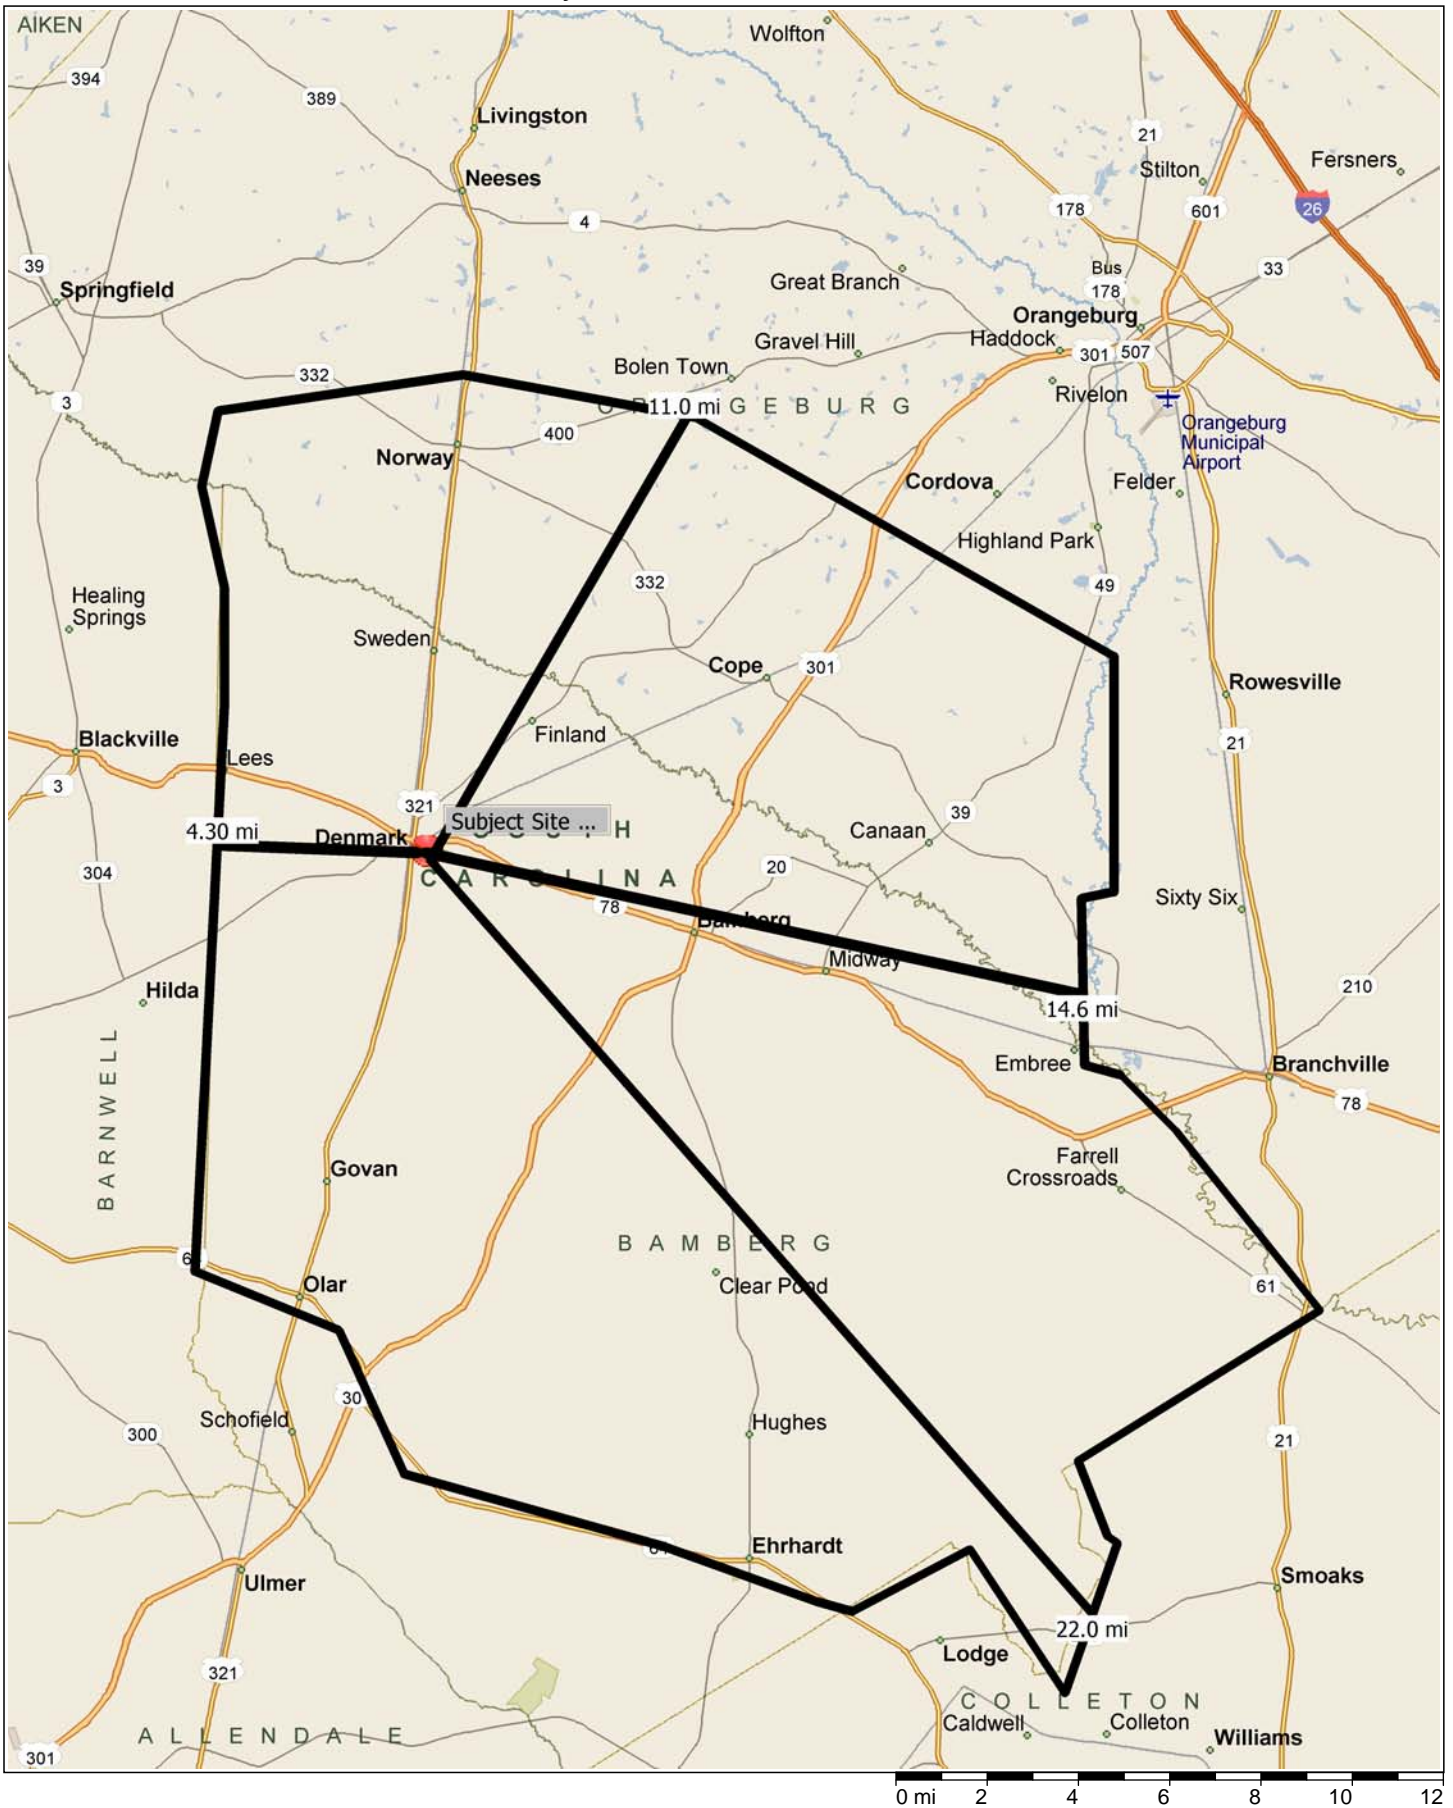 AIKEN
Wolfton
394
389
Livingston
21
Fersners
Stilton
Neeses
178
601
26
4
39
Springfield
Great Branch
Bus
178
33
Orangeburg
Haddock
Gravel Hill
301
507
Bolen Town
332
3
Rivelon
11.0 mi
GEBURG
Orangeburg
Municipal
Airport
400
Norway
Cordova
Felder
Highland Park
332
49
Healing
Springs
Sweden
Cope
301
Rowesville
Blackville
Finland
21
Lees
3
321
Subject Site ...
39
4.30 mi
Denmark
Canaan
CAROLINA
304
20
78
Sixty Six
Bamberg
Midway
Hilda
210
14.6 mi
Embree
Branchville
BARNWELL
78
Govan
Farrell
Crossroads
BAMBERG
Olar
Clear Pond
61
30
Schofield
300
Hughes
21
Ehrhardt
Ulmer
Smoaks
22.0 mi
Lodge
321
COLLETON
Caldwell
Colleton
Williams
ALLENDALE
301
0 mi 2 4 6 8 10 12